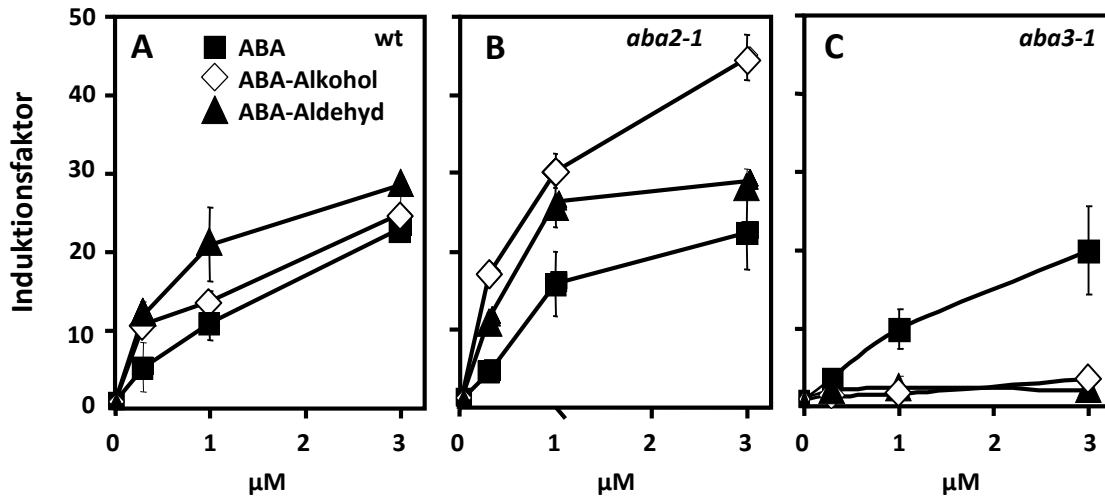 50
40
30
20
10
0
Induktionsfaktor
A wt
ABA
ABA-Alkohol
ABA-Aldehyd
0 1 2 3
µM
B aba2-1
0 1 2 3
µM
C aba3-1
0 1 2 3
µM